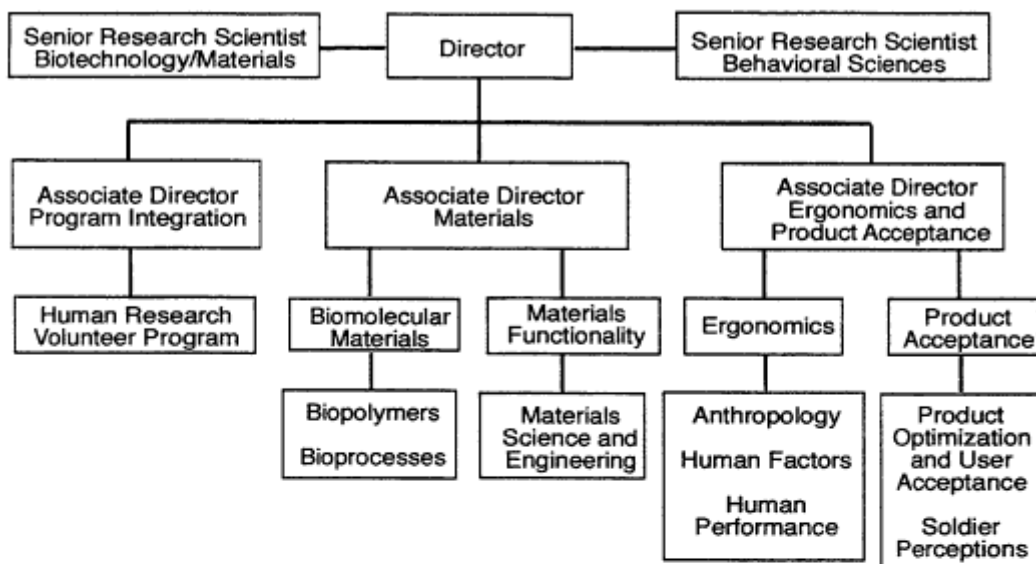 Senior Research Scientist
Biotechnology/Materials
Director
Senior Research Scientist
Behavioral Sciences
Associate Director
Program Integration
Associate Director
Materials
Associate Director
Ergonomics and
Product Acceptance
Human Research
Volunteer Program
Biomolecular
Materials
Materials
Functionality
Ergonomics
Product
Acceptance
Biopolymers
Bioprocesses
Materials
Science and
Engineering
Anthropology
Human Factors
Human
Performance
Product
Optimization
and User
Acceptance
Soldier
Perceptions